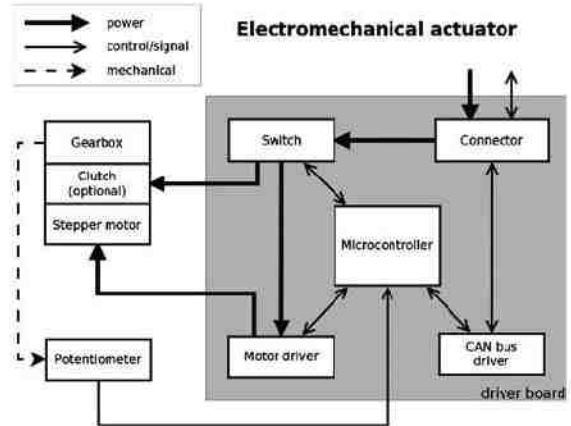 power
control/signal
mechanical
Electromechanical actuator
Gearbox
Clutch
(optional)
Stepper motor
Switch
Connector
Microcontroller
Potentiometer
Motor driver
CAN bus
driver
driver board